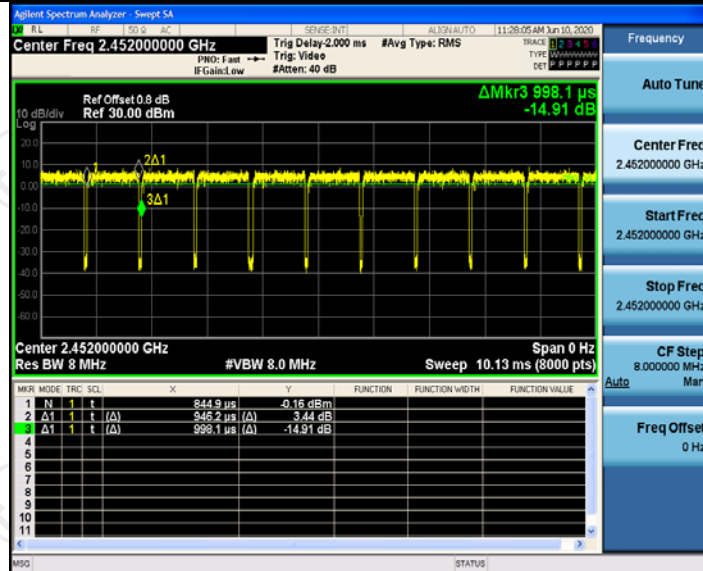 Agilent Spectrum Analyzer - Swept SA
RL RF 50 Ω AC SENSE:INT ALIGN AUTO 11:28:05 AM Jun 10, 2020
Center Freq 2.452000000 GHz
PNO: Fast
IFGain:Low
Trig Delay-2.000 ms
Trig: Video
#Atten: 40 dB
#Avg Type: RMS
TRACE 1 2 3 4 5 6
TYPE
DET P P P P P P
ΔMkr3 998.1 µs
-14.91 dB
Ref Offset 0.8 dB
10 dB/div Ref 30.00 dBm
Log
20.0
10.0
0.00
-10.0
-20.0
-30.0
-40.0
-50.0
-60.0
1
2Δ1
3Δ1
Center 2.452000000 GHz Span 0 Hz
Res BW 8 MHz #VBW 8.0 MHz Sweep 10.13 ms (8000 pts)
MKR MODE TRC SCL X Y FUNCTION FUNCTION WIDTH FUNCTION VALUE
1 N 1 t 844.9 µs -0.16 dBm
2 Δ1 1 t (Δ) 946.2 µs (Δ) 3.44 dB
3 Δ1 1 t (Δ) 998.1 µs (Δ) -14.91 dB
4
5
6
7
8
9
10
11
MSG STATUS
Frequency
Auto Tune
Center Freq
2.452000000 GHz
Start Freq
2.452000000 GHz
Stop Freq
2.452000000 GHz
CF Step
8.000000 MHz
Auto Man
Freq Offset
0 Hz